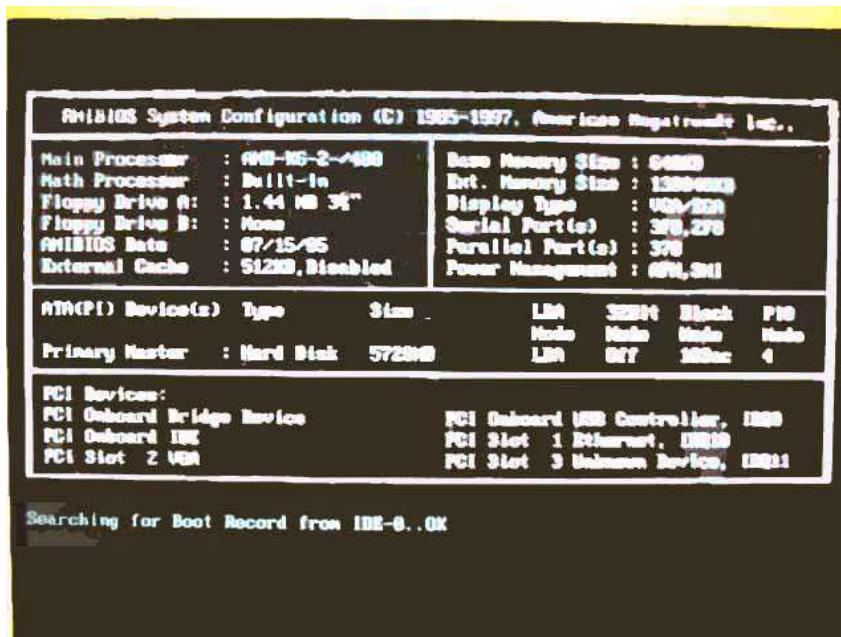 AMIBIOS System Configuration (C) 1985-1997, American Megatrends Inc.,
Main Processor : AMD-K6-2-/400
Math Processor : Built-In
Floppy Drive A: : 1.44 MB 3½"
Floppy Drive B: : None
AMIBIOS Date : 07/15/95
External Cache : 512KB,Disabled
Base Memory Size : 640KB
Ext. Memory Size :
Display Type : VGA/EGA
Serial Port(s) : 3F8,2F8
Parallel Port(s) : 378
Power Management : APM,SMI
ATA(PI) Device(s) Type Size LBA 32Bit Block PIO
Mode Mode Mode Mode
Primary Master : Hard Disk 5729MB LBA Off 16Sec 4
PCI Devices:
PCI Onboard Bridge Device
PCI Onboard IDE
PCI Slot 2 VGA
PCI Onboard USB Controller,
PCI Slot 1 Ethernet, IRQ10
PCI Slot 3 Unknown Device, IRQ11
Searching for Boot Record from IDE-0..OK